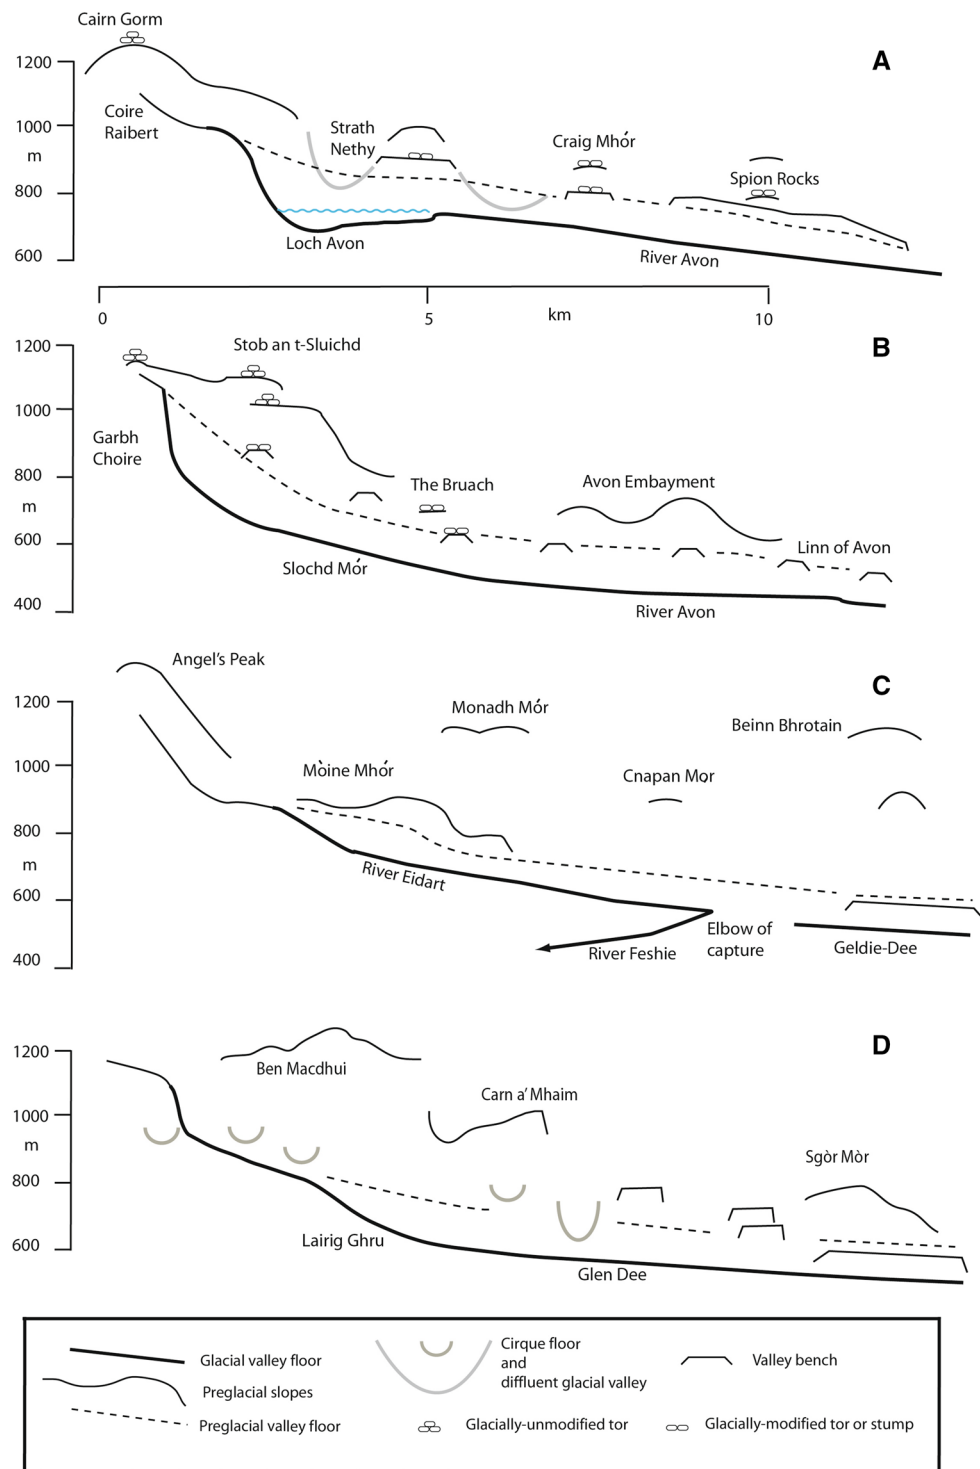 Cairn Gorm
A
1200
Coire
Raibert
1000
Strath
Nethy
Craig Mhór
m
Spion Rocks
800
Loch Avon
600
River Avon
0
5
km
10
1200
Stob an t-Sluichd
B
1000
Garbh
Choire
800
The Bruach
Avon Embayment
m
600
Linn of Avon
Slochd Mór
400
River Avon
Angel's Peak
C
1200
Monadh Mór
Beinn Bhrotain
1000
Mòine Mhór
Cnapan Mor
800
m
River Eidart
600
Elbow of
capture
400
River Feshie
Geldie-Dee
D
1200
Ben Macdhui
Carn a' Mhaim
1000
m
Sgòr Mòr
800
600
Lairig Ghru
Glen Dee
Glacial valley floor
Cirque floor
and
diffluent glacial valley
Valley bench
Preglacial slopes
Preglacial valley floor
Glacially-unmodified tor
Glacially-modified tor or stump